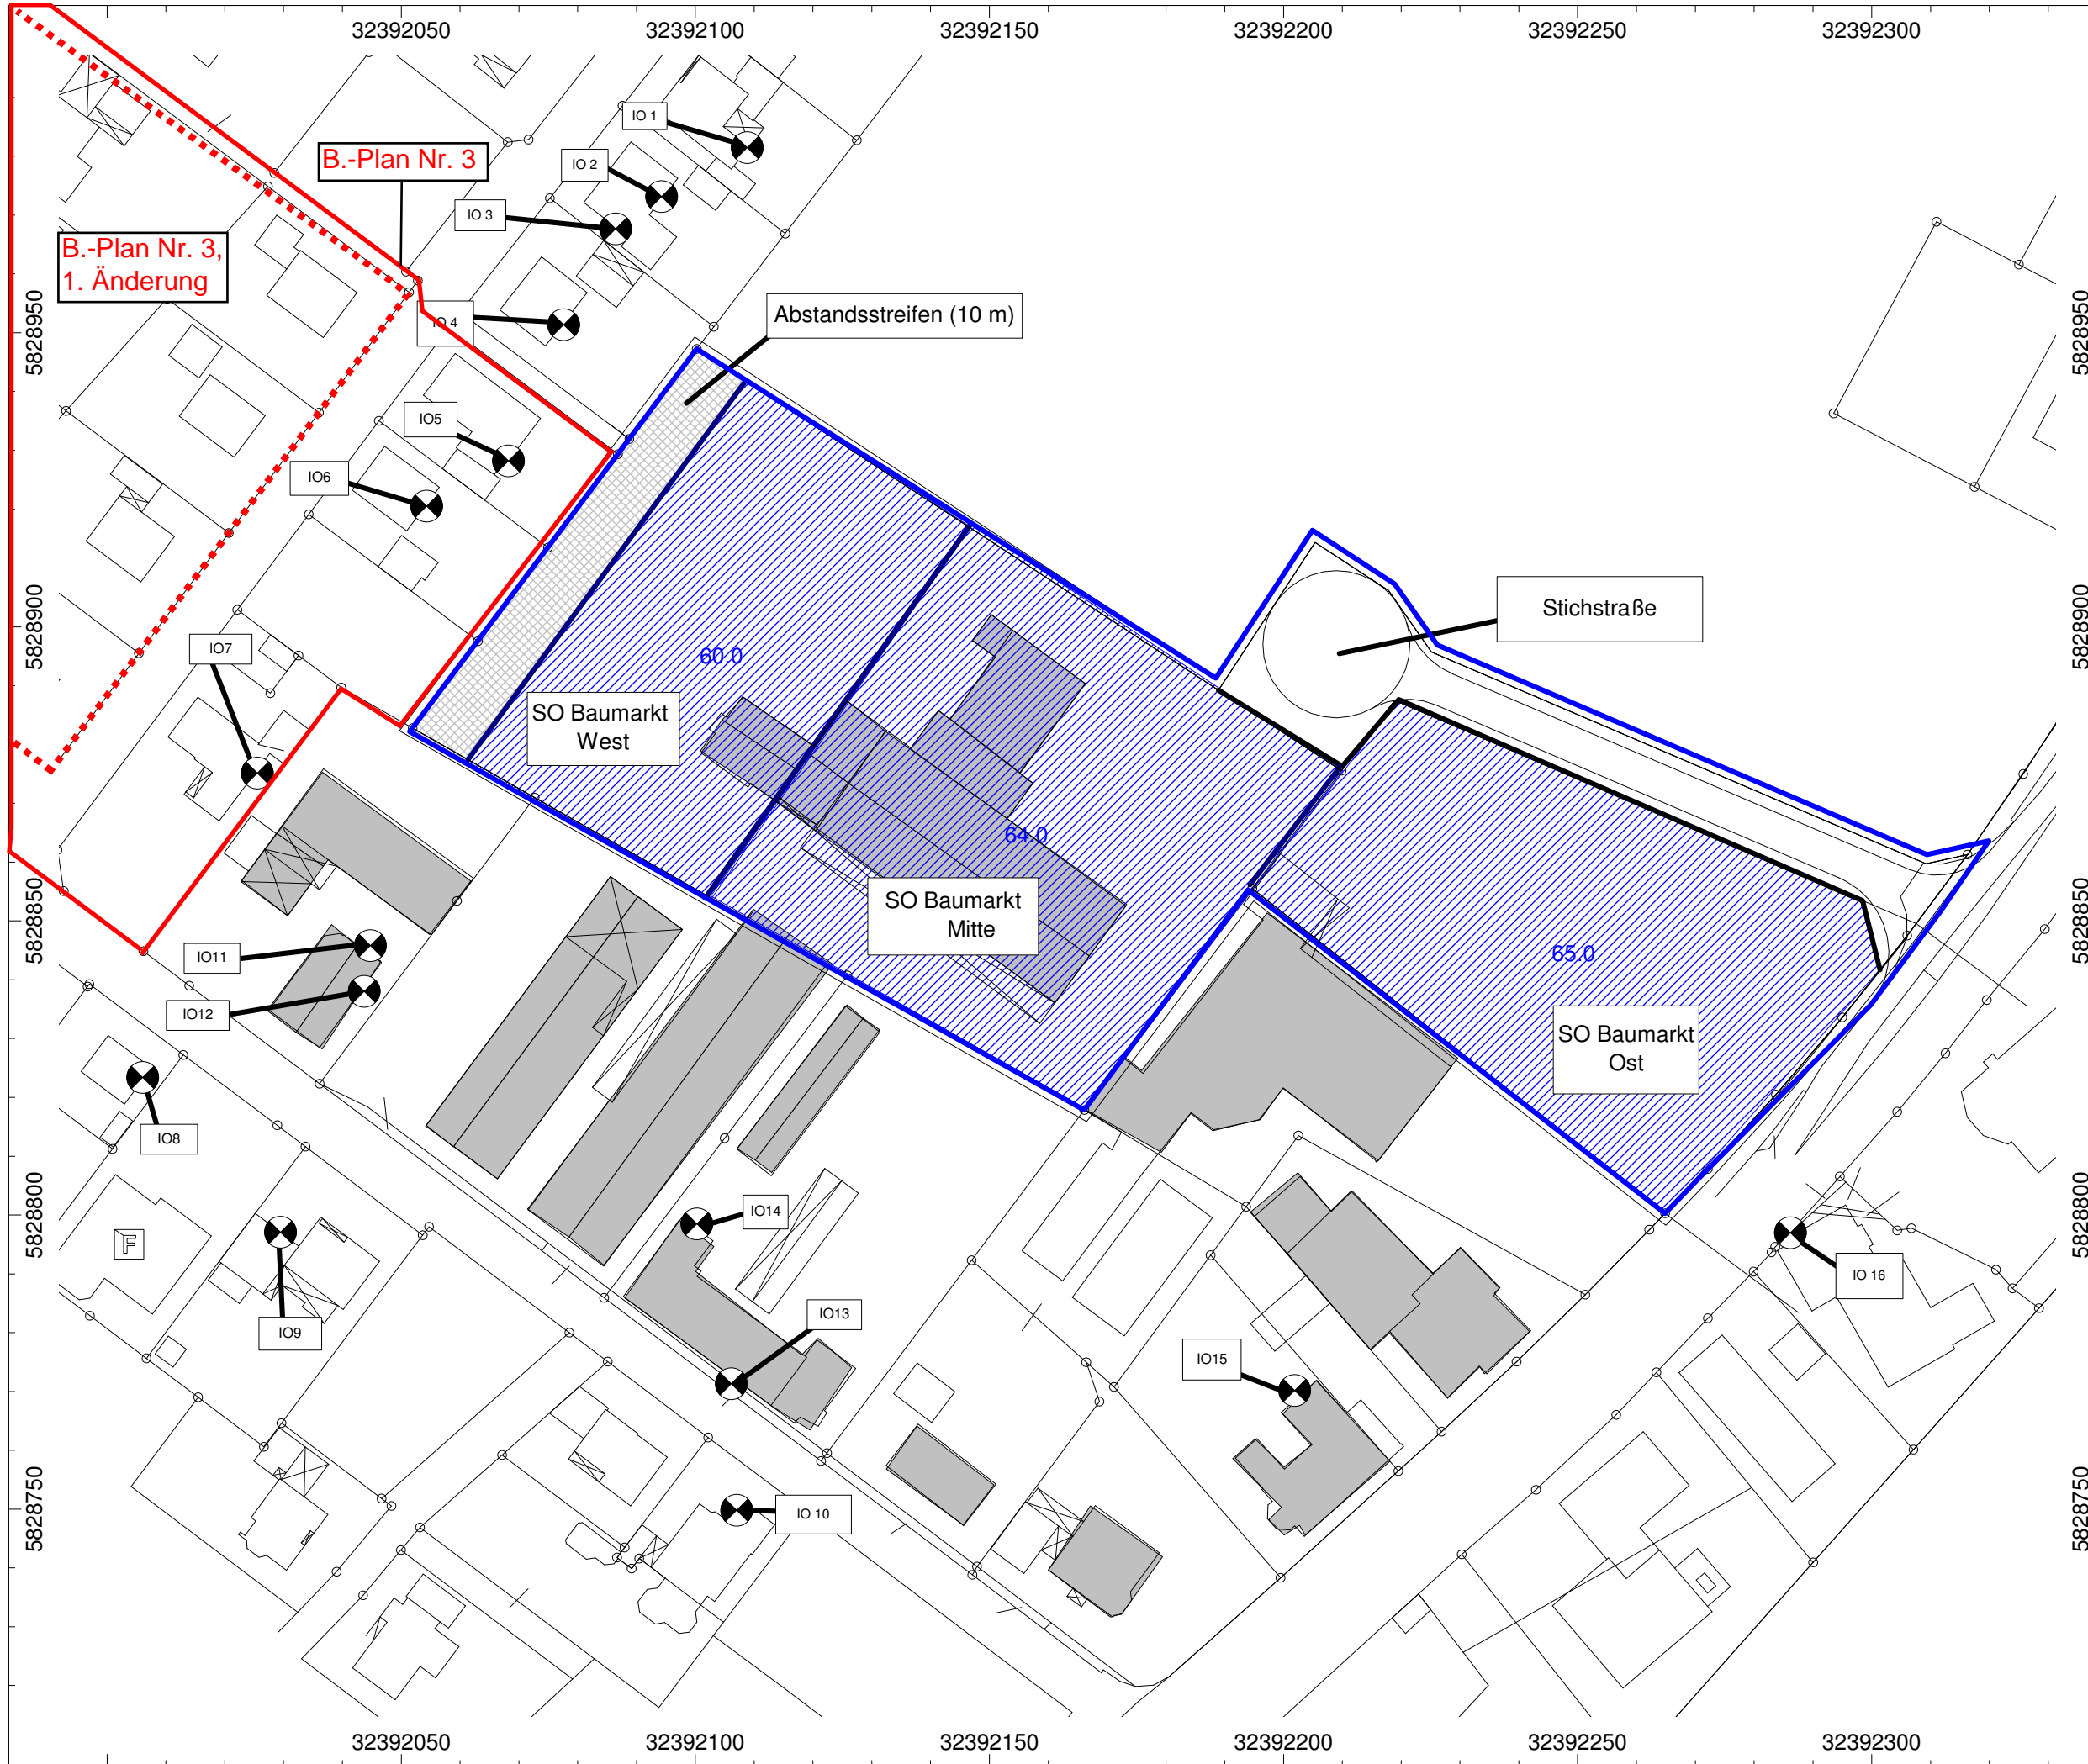 32392050 32392100 32392150 32392200 32392250 32392300
IO 1
B.-Plan Nr. 3
IO 2
IO 3
B.-Plan Nr. 3,
1. Änderung
Abstandsstreifen (10 m)
IO 4
5828950 5828950
IO5
IO6
Stichstraße
5828900 5828900
IO7
60.0
SO Baumarkt
West
64.0
SO Baumarkt
Mitte
5828850 5828850
IO11
65.0
IO12
SO Baumarkt
Ost
IO8
5828800 5828800
IO14
F
IO 16
IO9
IO13
IO15
5828750 5828750
IO 10
32392050 32392100 32392150 32392200 32392250 32392300